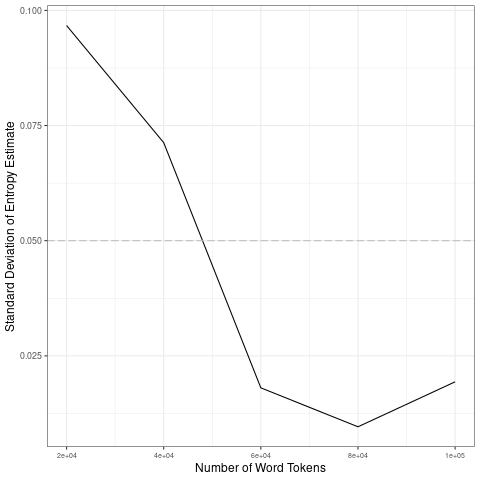 Standard Deviation of Entropy Estimate
0.100
0.075
0.050
0.025
2e+04 4e+04 6e+04 8e+04 1e+05
Number of Word Tokens